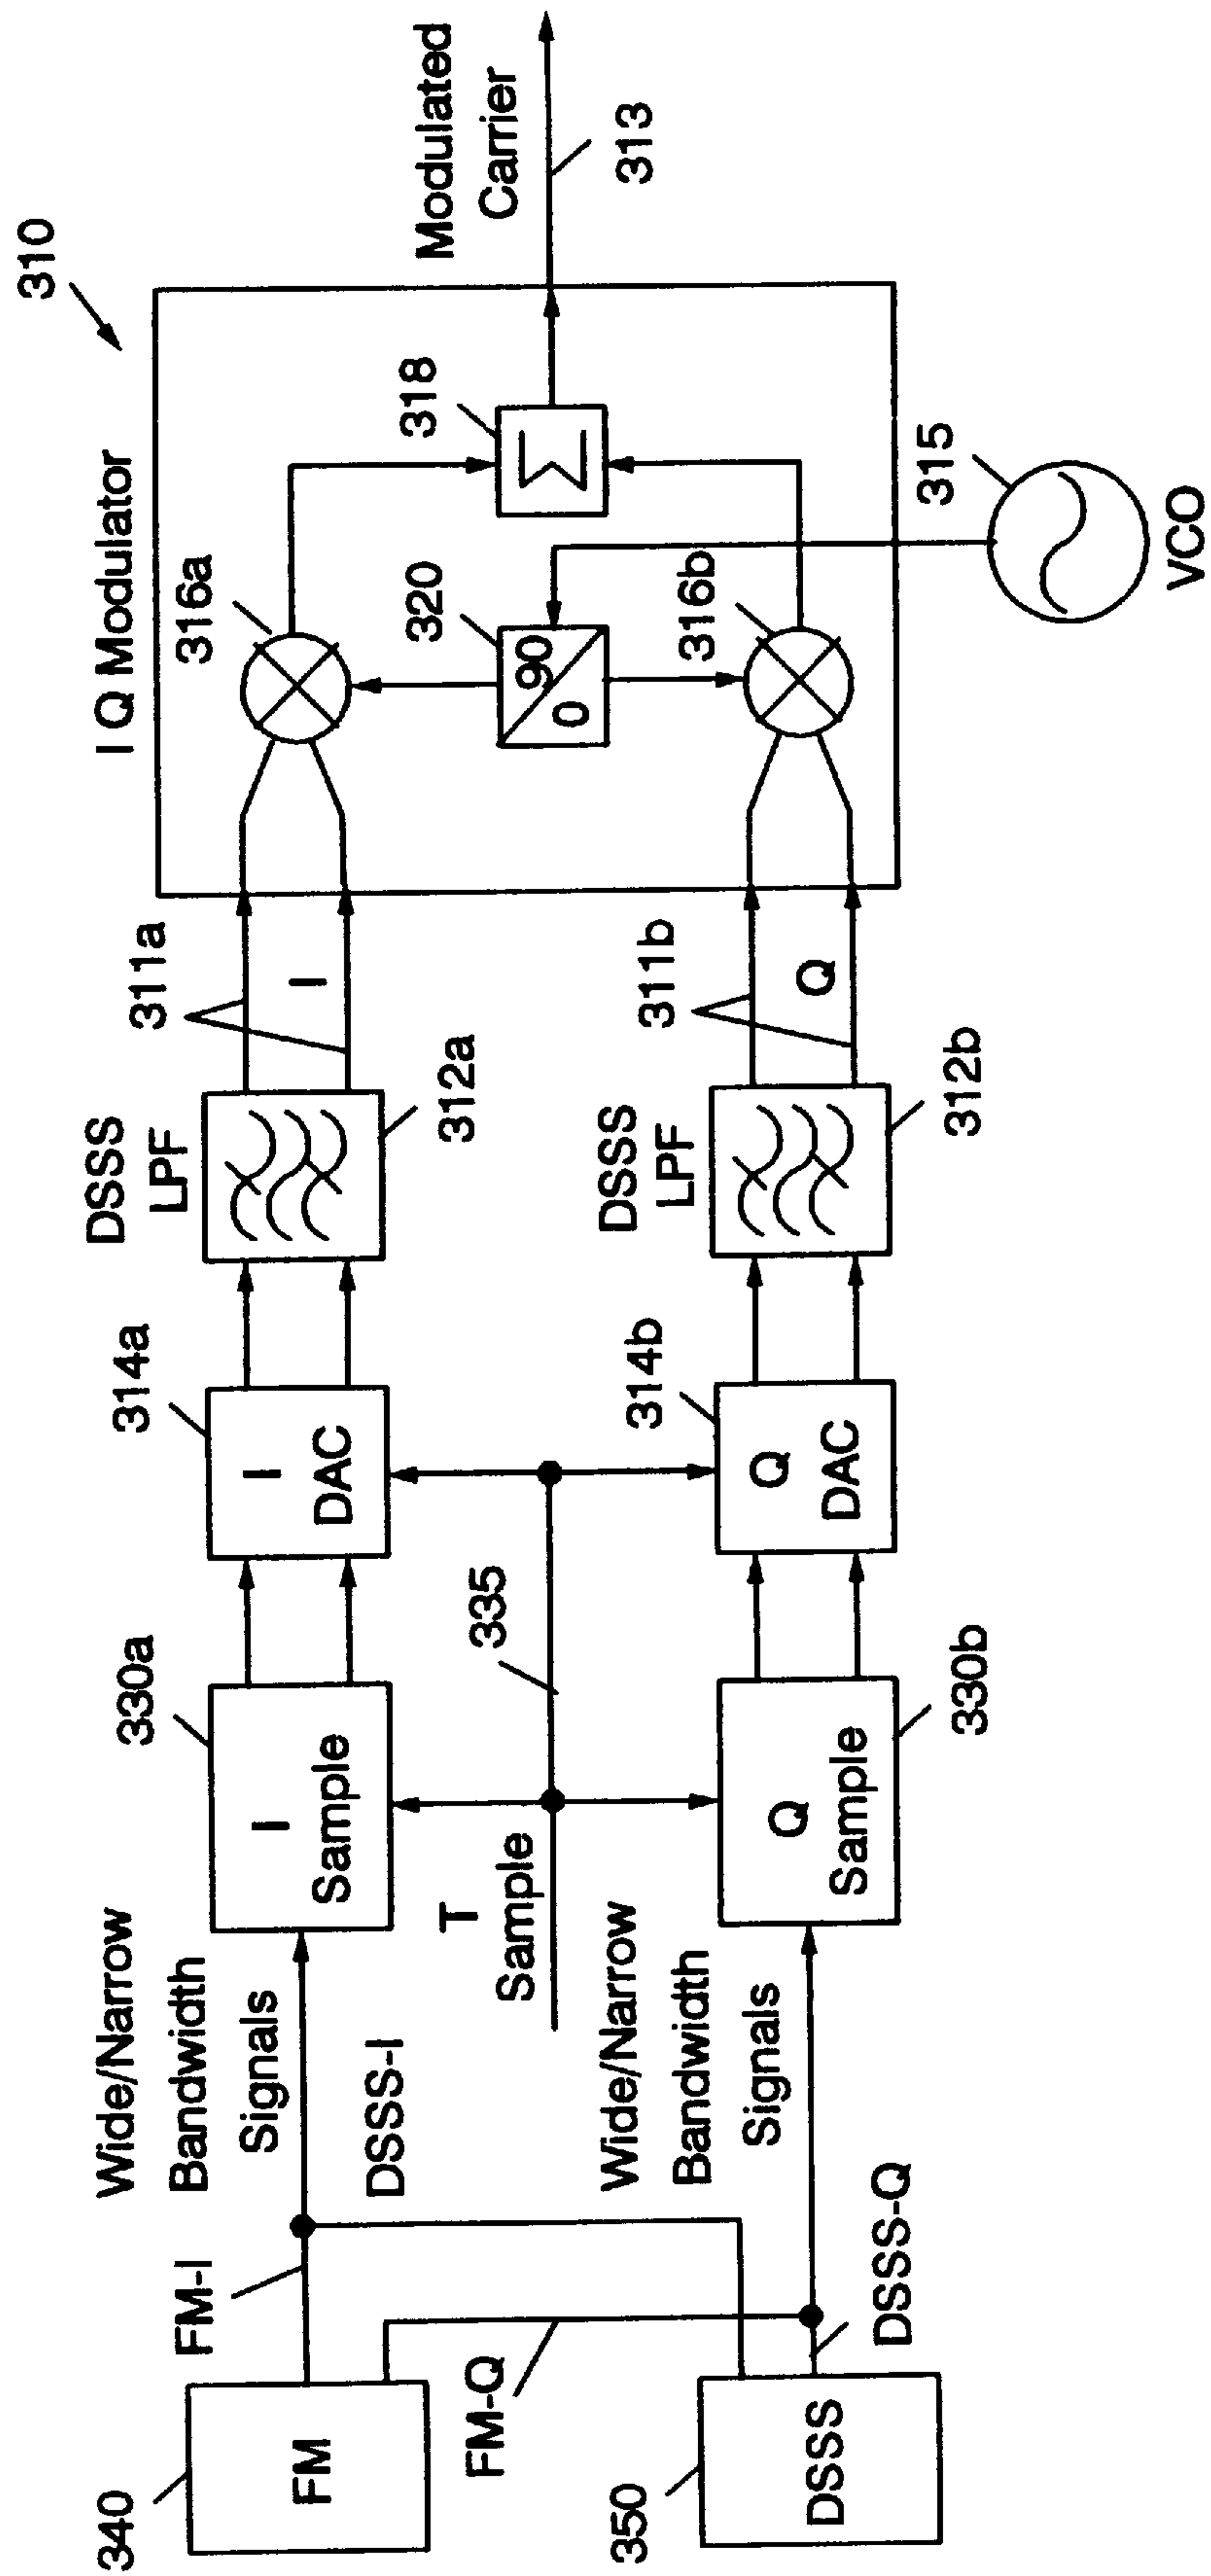 310
I Q Modulator
316a
318
320
90
0
316b
Σ
Modulated
Carrier
313
315
VCO
311a
I
311b
Q
DSSS
LPF
312a
DSSS
LPF
312b
314a
I
DAC
314b
Q
DAC
330a
I
Sample
335
T
Sample
330b
Q
Sample
Wide/Narrow
Bandwidth
Signals
DSSS-I
Wide/Narrow
Bandwidth
Signals
DSSS-Q
FM-I
FM-Q
340
FM
350
DSSS